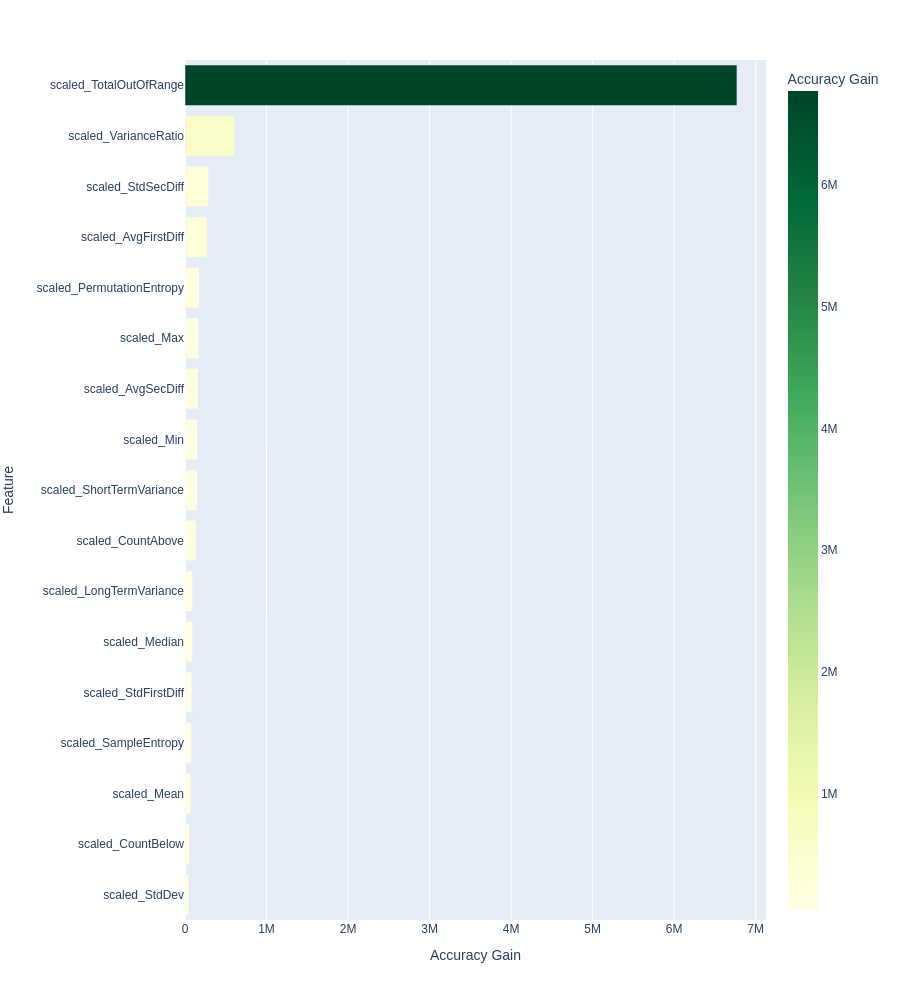 scaled_TotalOutOfRange
scaled_VarianceRatio
scaled_StdSecDiff
scaled_AvgFirstDiff
scaled_PermutationEntropy
scaled_Max
scaled_AvgSecDiff
scaled_Min
scaled_ShortTermVariance
scaled_CountAbove
scaled_LongTermVariance
scaled_Median
scaled_StdFirstDiff
scaled_SampleEntropy
scaled_Mean
scaled_CountBelow
scaled_StdDev
Feature
0 1M 2M 3M 4M 5M 6M 7M
Accuracy Gain
Accuracy Gain
6M
5M
4M
3M
2M
1M